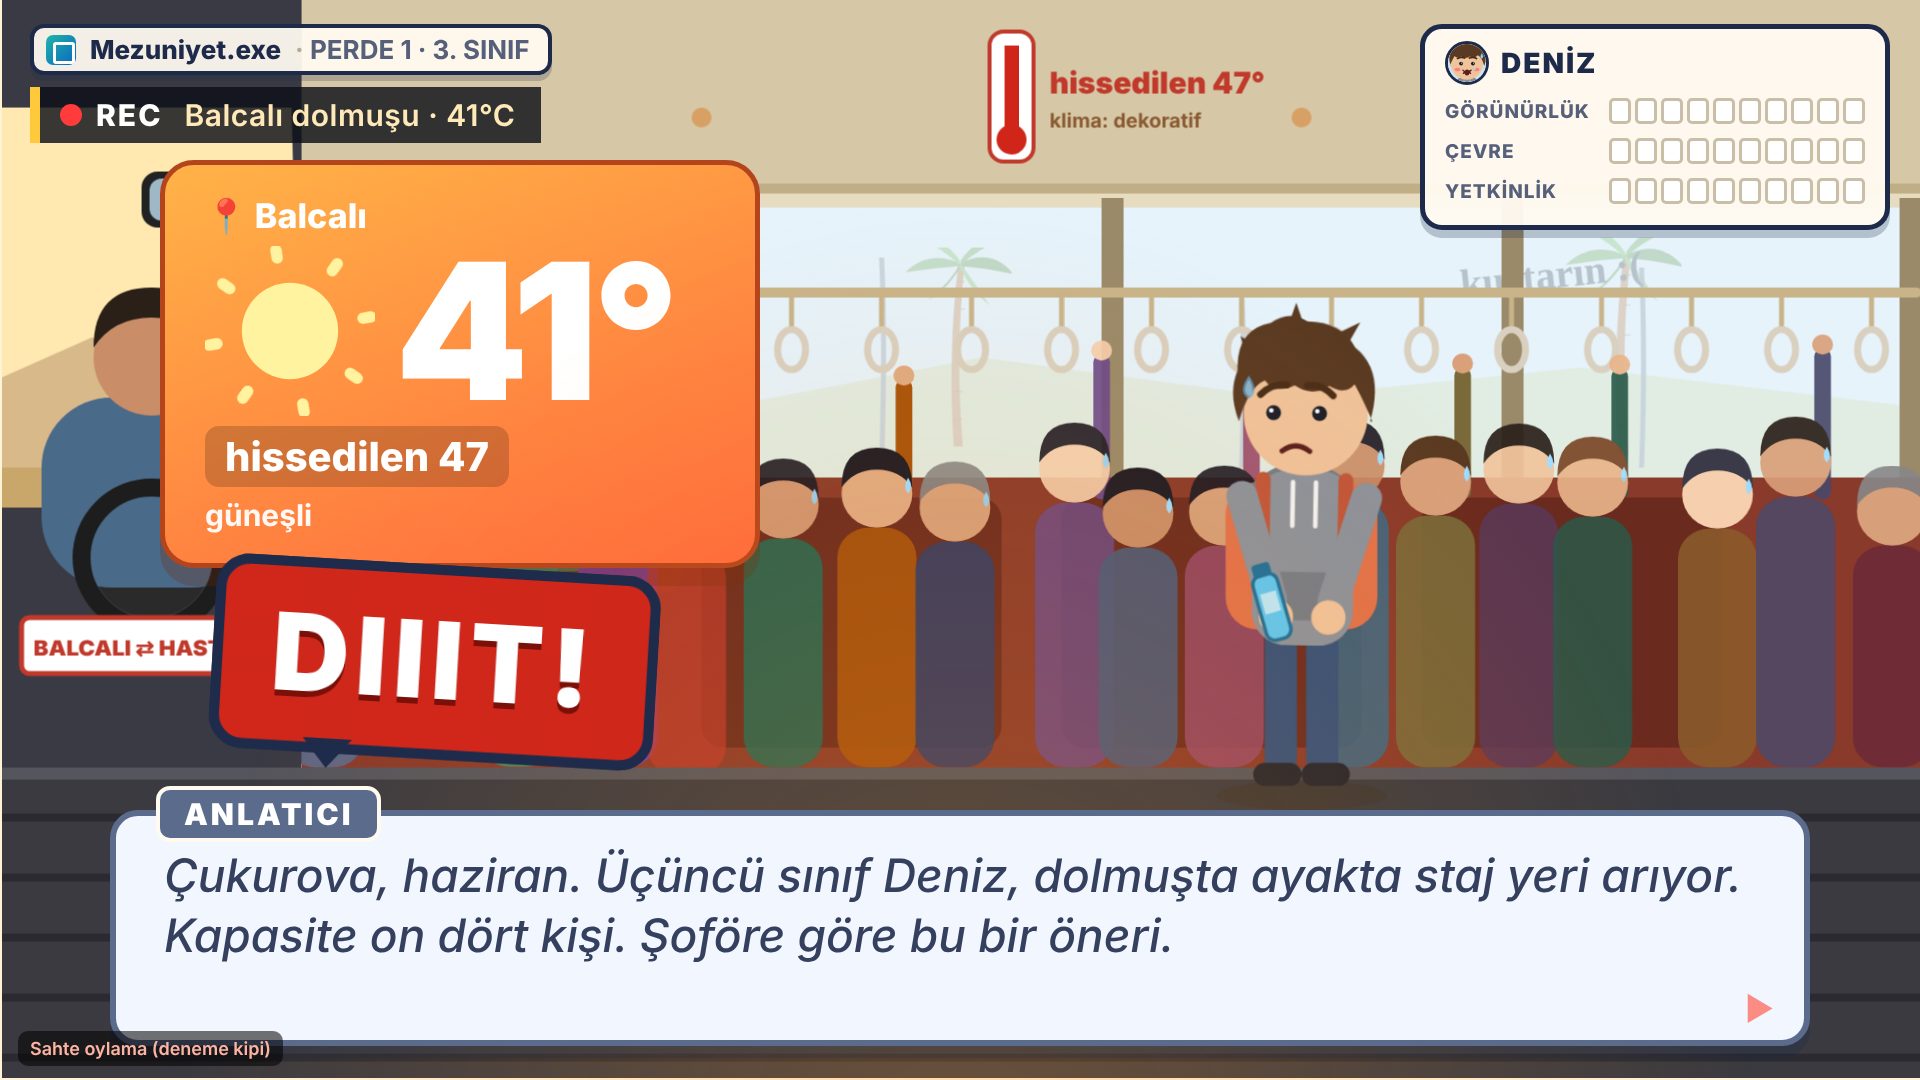 Mezuniyet.exe · PERDE 1 · 3. SINIF
REC Balcalı dolmuşu · 41°C
hissedilen 47°
klima: dekoratif
DENİZ
GÖRÜNÜRLÜK
ÇEVRE
YETKİNLİK
📍 Balcalı
41°
hissedilen 47
güneşli
BALCALI ⇄ HAST
DIIIT!
ANLATICI
Çukurova, haziran. Üçüncü sınıf Deniz, dolmuşta ayakta staj yeri arıyor.
Kapasite on dört kişi. Şoföre göre bu bir öneri.
Sahte oylama (deneme kipi)